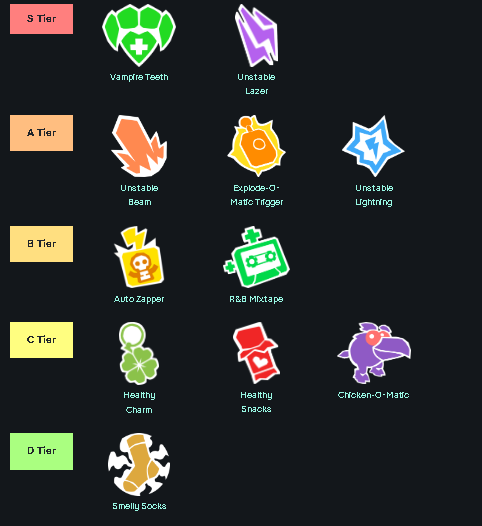 S Tier
Vampire Teeth
Unstable
Lazer
A Tier
Unstable
Beam
Explode-O-
Matic Trigger
Unstable
Lightning
B Tier
Auto Zapper
R&B Mixtape
C Tier
Healthy
Charm
Healthy
Snacks
Chicken-O-Matic
D Tier
Smelly Socks